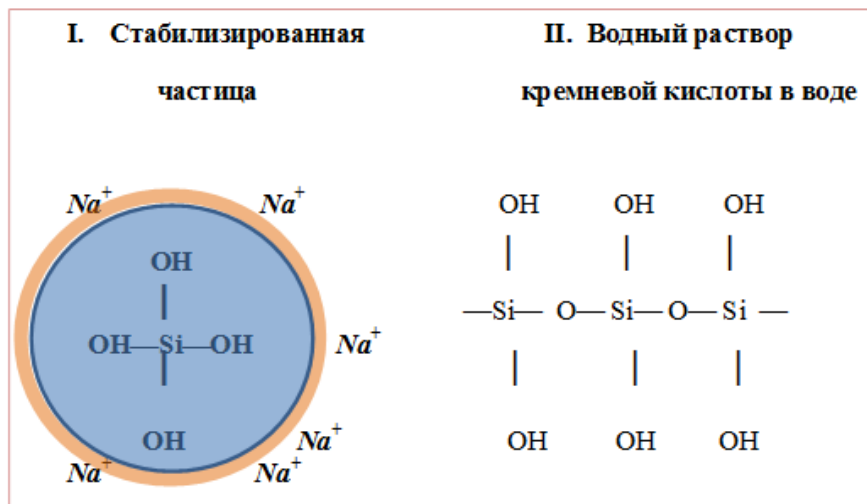 I. Стабилизированная
частица
II. Водный раствор
кремневой кислоты в воде
Na⁺ Na⁺
OH
|
OH—Si—OH
|
Na⁺
OH
Na⁺
Na⁺ Na⁺
OH OH OH
| | |
—Si— O— Si—O— Si —
| | |
OH OH OH